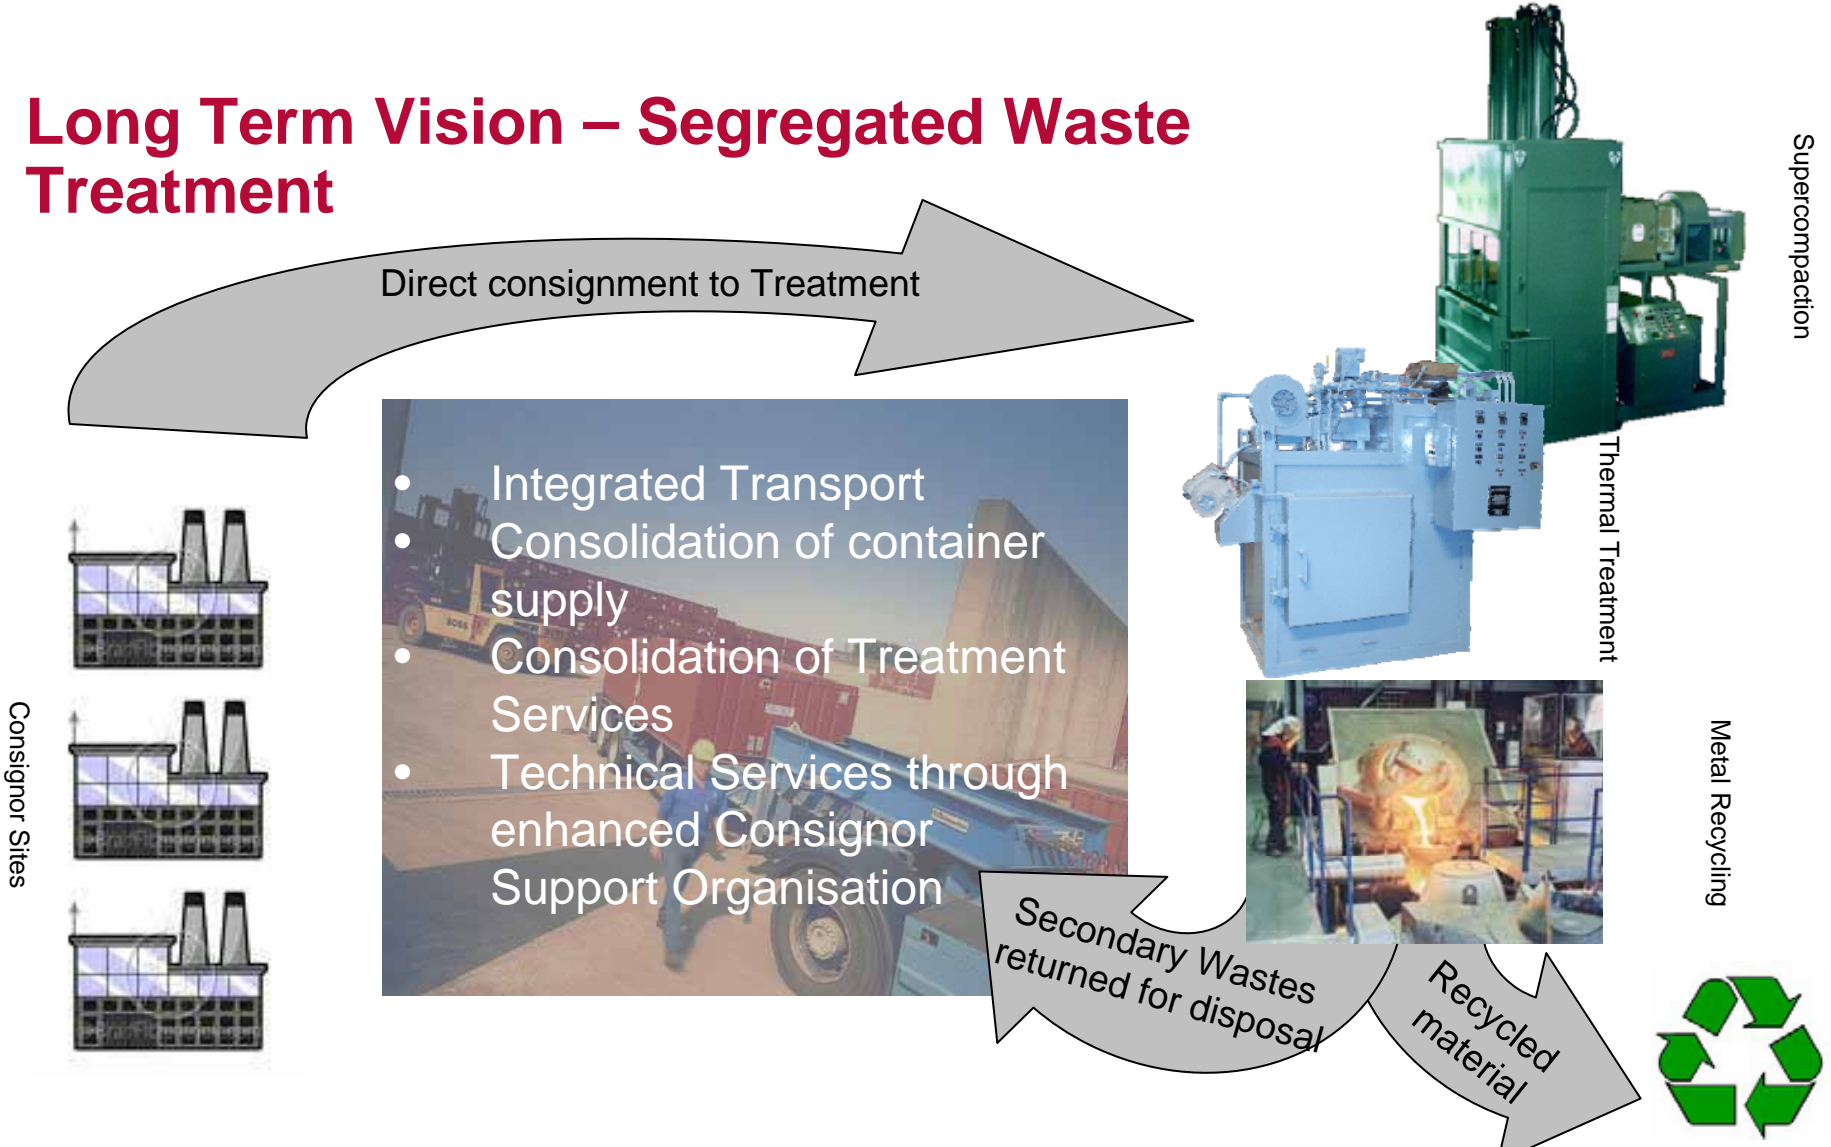 Long Term Vision – Segregated Waste
Treatment
Direct consignment to Treatment
Supercompaction
• Integrated Transport
• Consolidation of container
supply
• Consolidation of Treatment
Services
• Technical Services through
enhanced Consignor
Support Organisation
Thermal Treatment
Consignor Sites
Metal Recycling
Secondary Wastes
returned for disposal
Recycled
material
BOSS